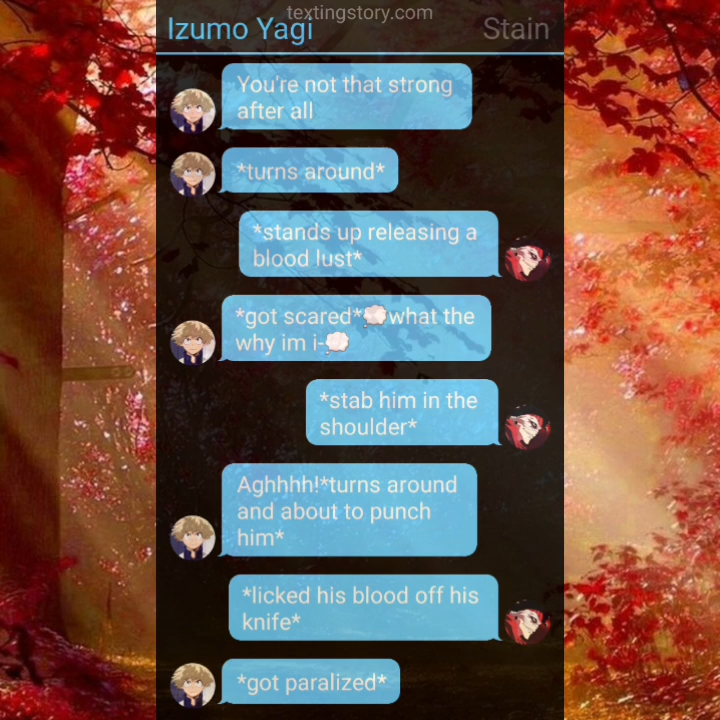 textingstory.com
Izumo Yagi Stain
You're not that strong
after all
*turns around*
*stands up releasing a
blood lust*
*got scared*💭what the
why im i-💭
*stab him in the
shoulder*
Aghhhh!*turns around
and about to punch
him*
*licked his blood off his
knife*
*got paralized*